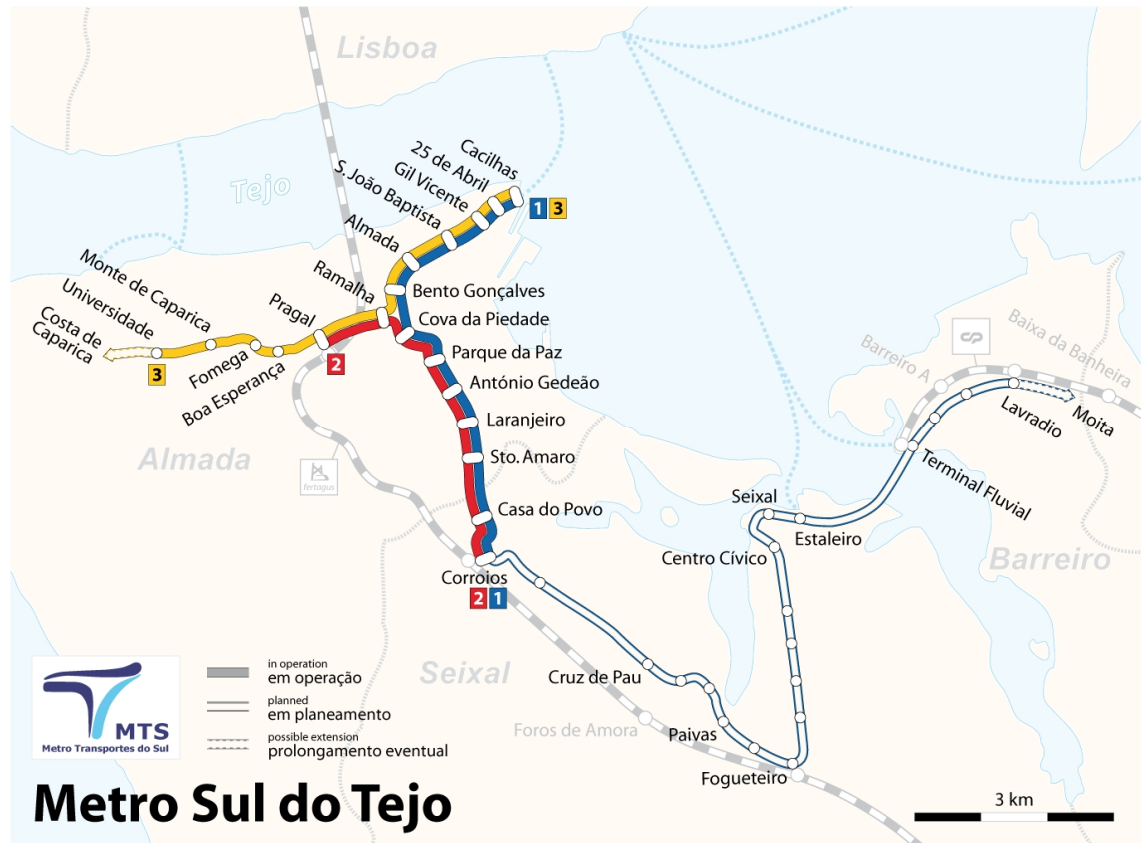 Lisboa
Tejo
Cacilhas
25 de Abril
Gil Vicente
S. João Baptista
Almada
1 3
Ramalha
Bento Gonçalves
Pragal
Cova da Piedade
Monte de Caparica
Universidade
Costa de
Caparica
3
Fomega
Boa Esperança
2
Parque da Paz
António Gedeão
Laranjeiro
Sto. Amaro
Casa do Povo
Corroios
2 1
Almada
fertagus
Barreiro A
Baixa da Banheira
Lavradio
Moita
Terminal Fluvial
Seixal
Estaleiro
Centro Cívico
Barreiro
Seixal
Cruz de Pau
Foros de Amora
Paivas
Fogueteiro
MTS
Metro Transportes do Sul
in operation
em operação
planned
em planeamento
possible extension
prolongamento eventual
Metro Sul do Tejo
3 km